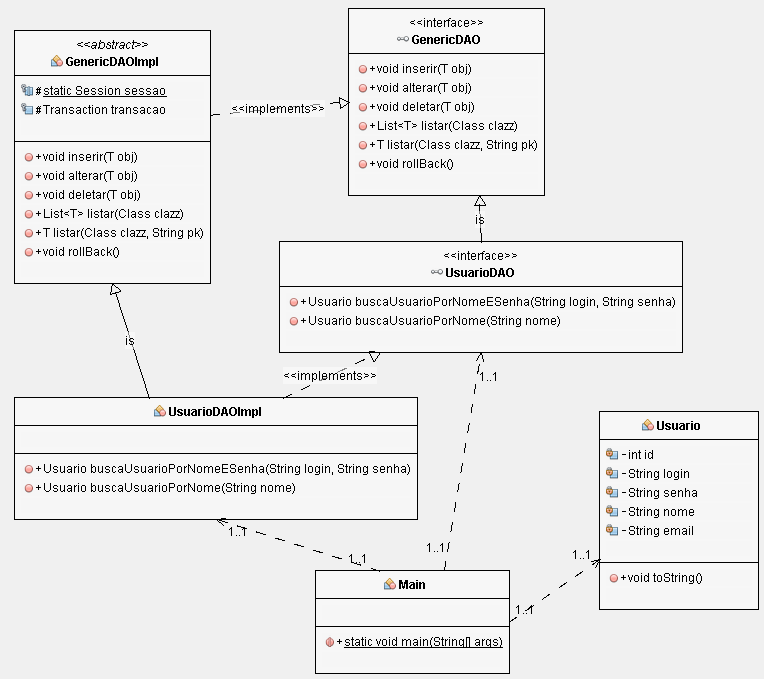 <<abstract>>
GenericDAOImpl
#static Session sessao
#Transaction transacao
+void inserir(T obj)
+void alterar(T obj)
+void deletar(T obj)
+List<T> listar(Class clazz)
+T listar(Class clazz, String pk)
+void rollBack()
<<implements>>
<<interface>>
GenericDAO
+void inserir(T obj)
+void alterar(T obj)
+void deletar(T obj)
+List<T> listar(Class clazz)
+T listar(Class clazz, String pk)
+void rollBack()
is
<<interface>>
UsuarioDAO
+Usuario buscaUsuarioPorNomeESenha(String login, String senha)
+Usuario buscaUsuarioPorNome(String nome)
is
<<implements>>
1..1
UsuarioDAOImpl
+Usuario buscaUsuarioPorNomeESenha(String login, String senha)
+Usuario buscaUsuarioPorNome(String nome)
Usuario
-int id
-String login
-String senha
-String nome
-String email
+void toString()
1..1
1..1
1..1
1..1
1..1
Main
+static void main(String[] args)